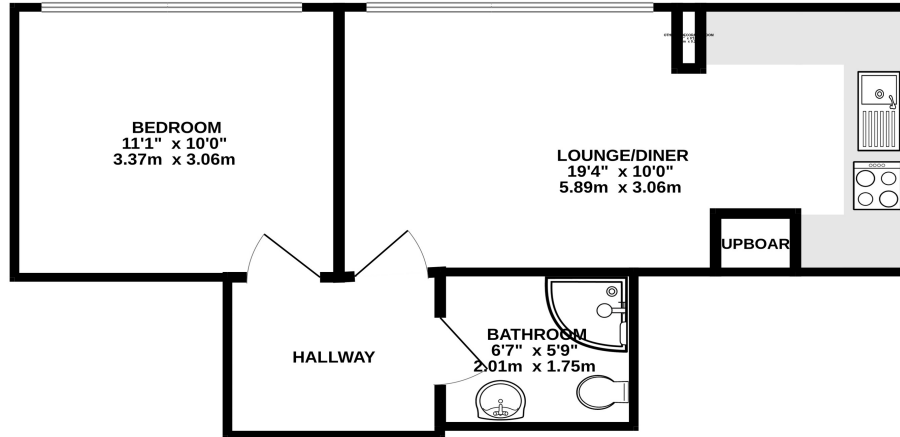 BEDROOM
11'1" x 10'0"
3.37m x 3.06m
LOUNGE/DINER
19'4" x 10'0"
5.89m x 3.06m
UPBOAR
HALLWAY
BATHROOM
6'7" x 5'9"
2.01m x 1.75m